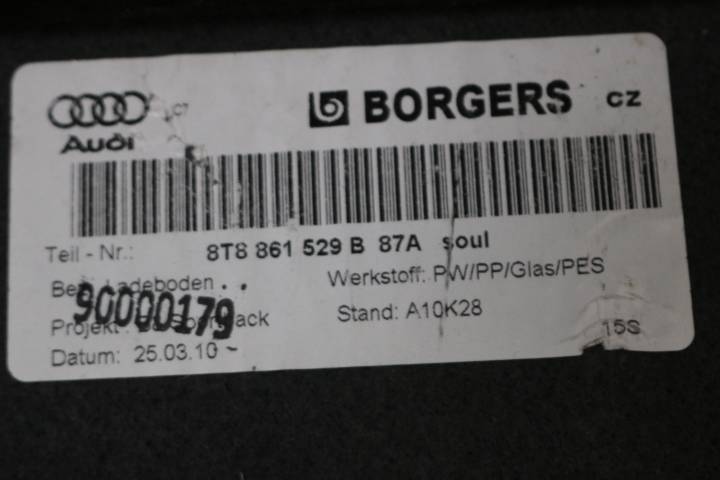 BORGERS CZ
Audi
Teil - Nr.: 8T8 861 529 B 87A soul
Ladeboden . .
Werkstoff: PW/PP/Glas/PES
90000179
Projekt
Stand: A10K28
Datum: 25.03.10
15S